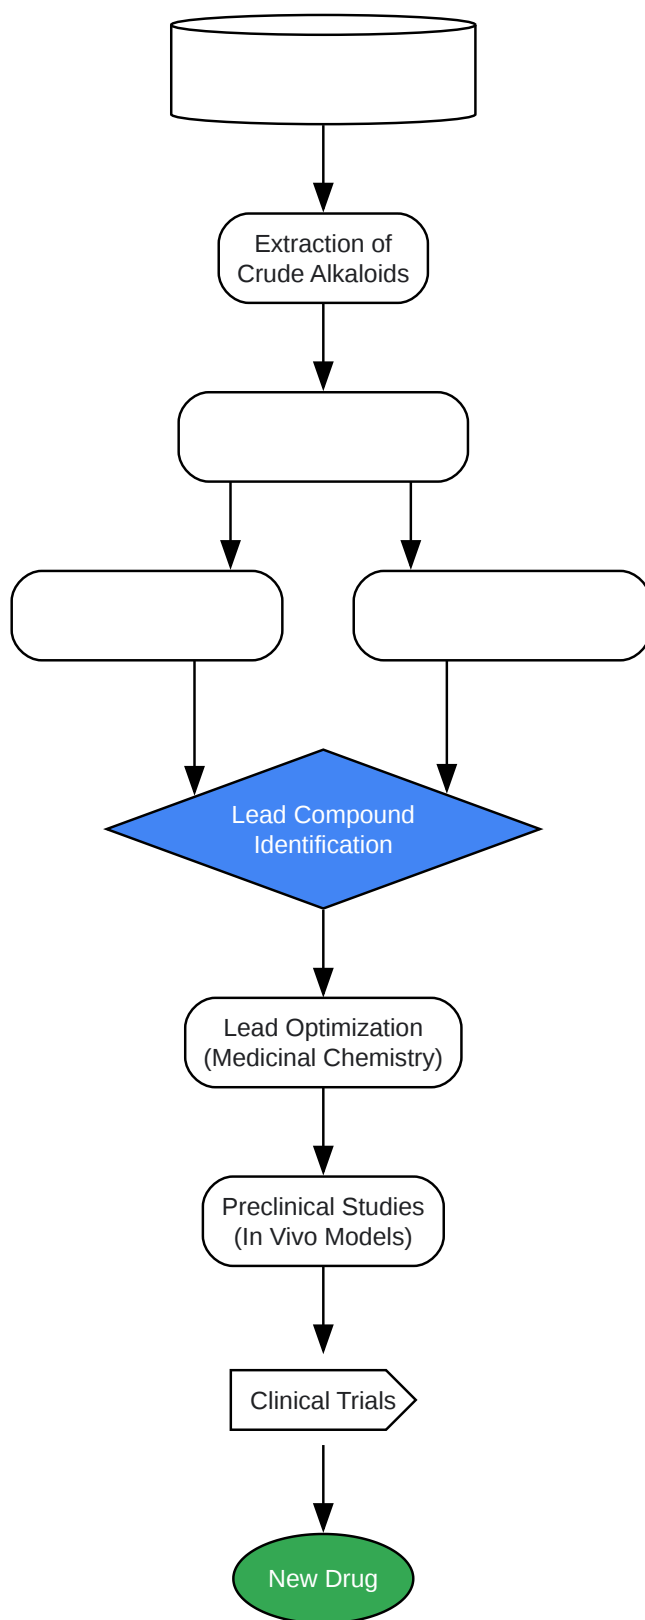 Extraction of
Crude Alkaloids
Lead Compound
Identification
Lead Optimization
(Medicinal Chemistry)
Preclinical Studies
(In Vivo Models)
Clinical Trials
New Drug